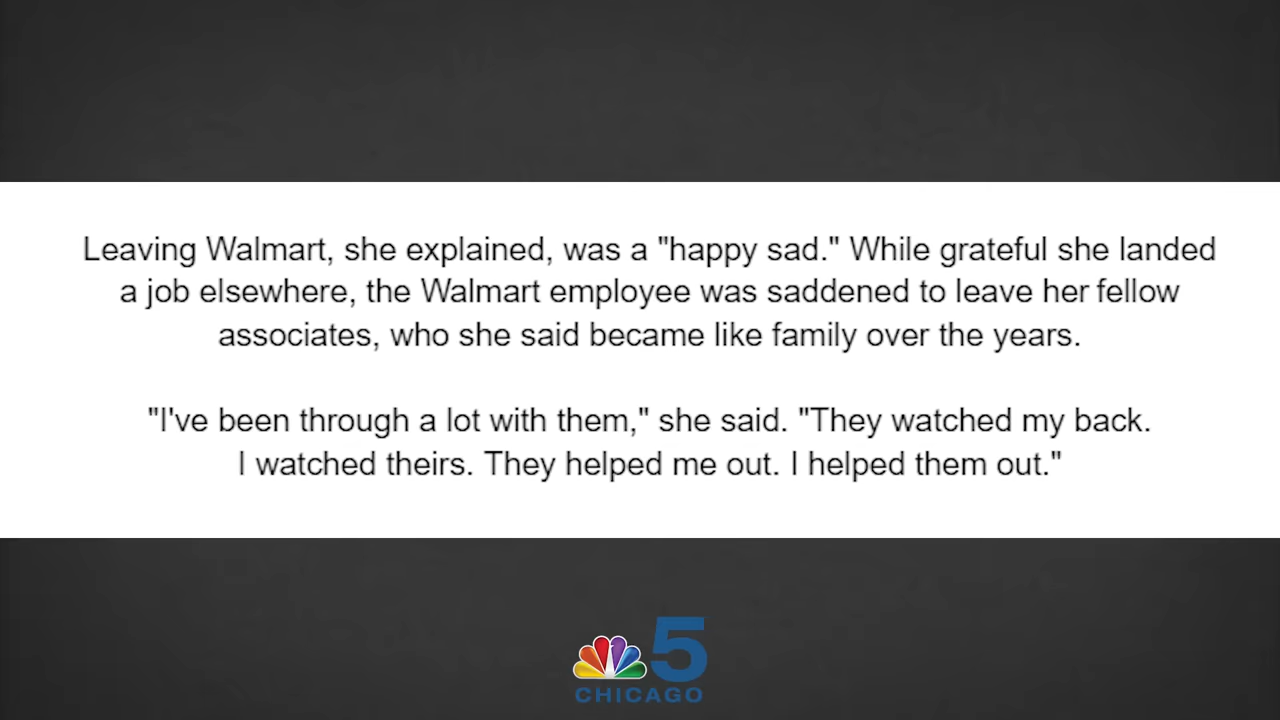 Leaving Walmart, she explained, was a "happy sad." While grateful she landed
a job elsewhere, the Walmart employee was saddened to leave her fellow
associates, who she said became like family over the years.
"I've been through a lot with them," she said. "They watched my back.
I watched theirs. They helped me out. I helped them out."
5
CHICAGO